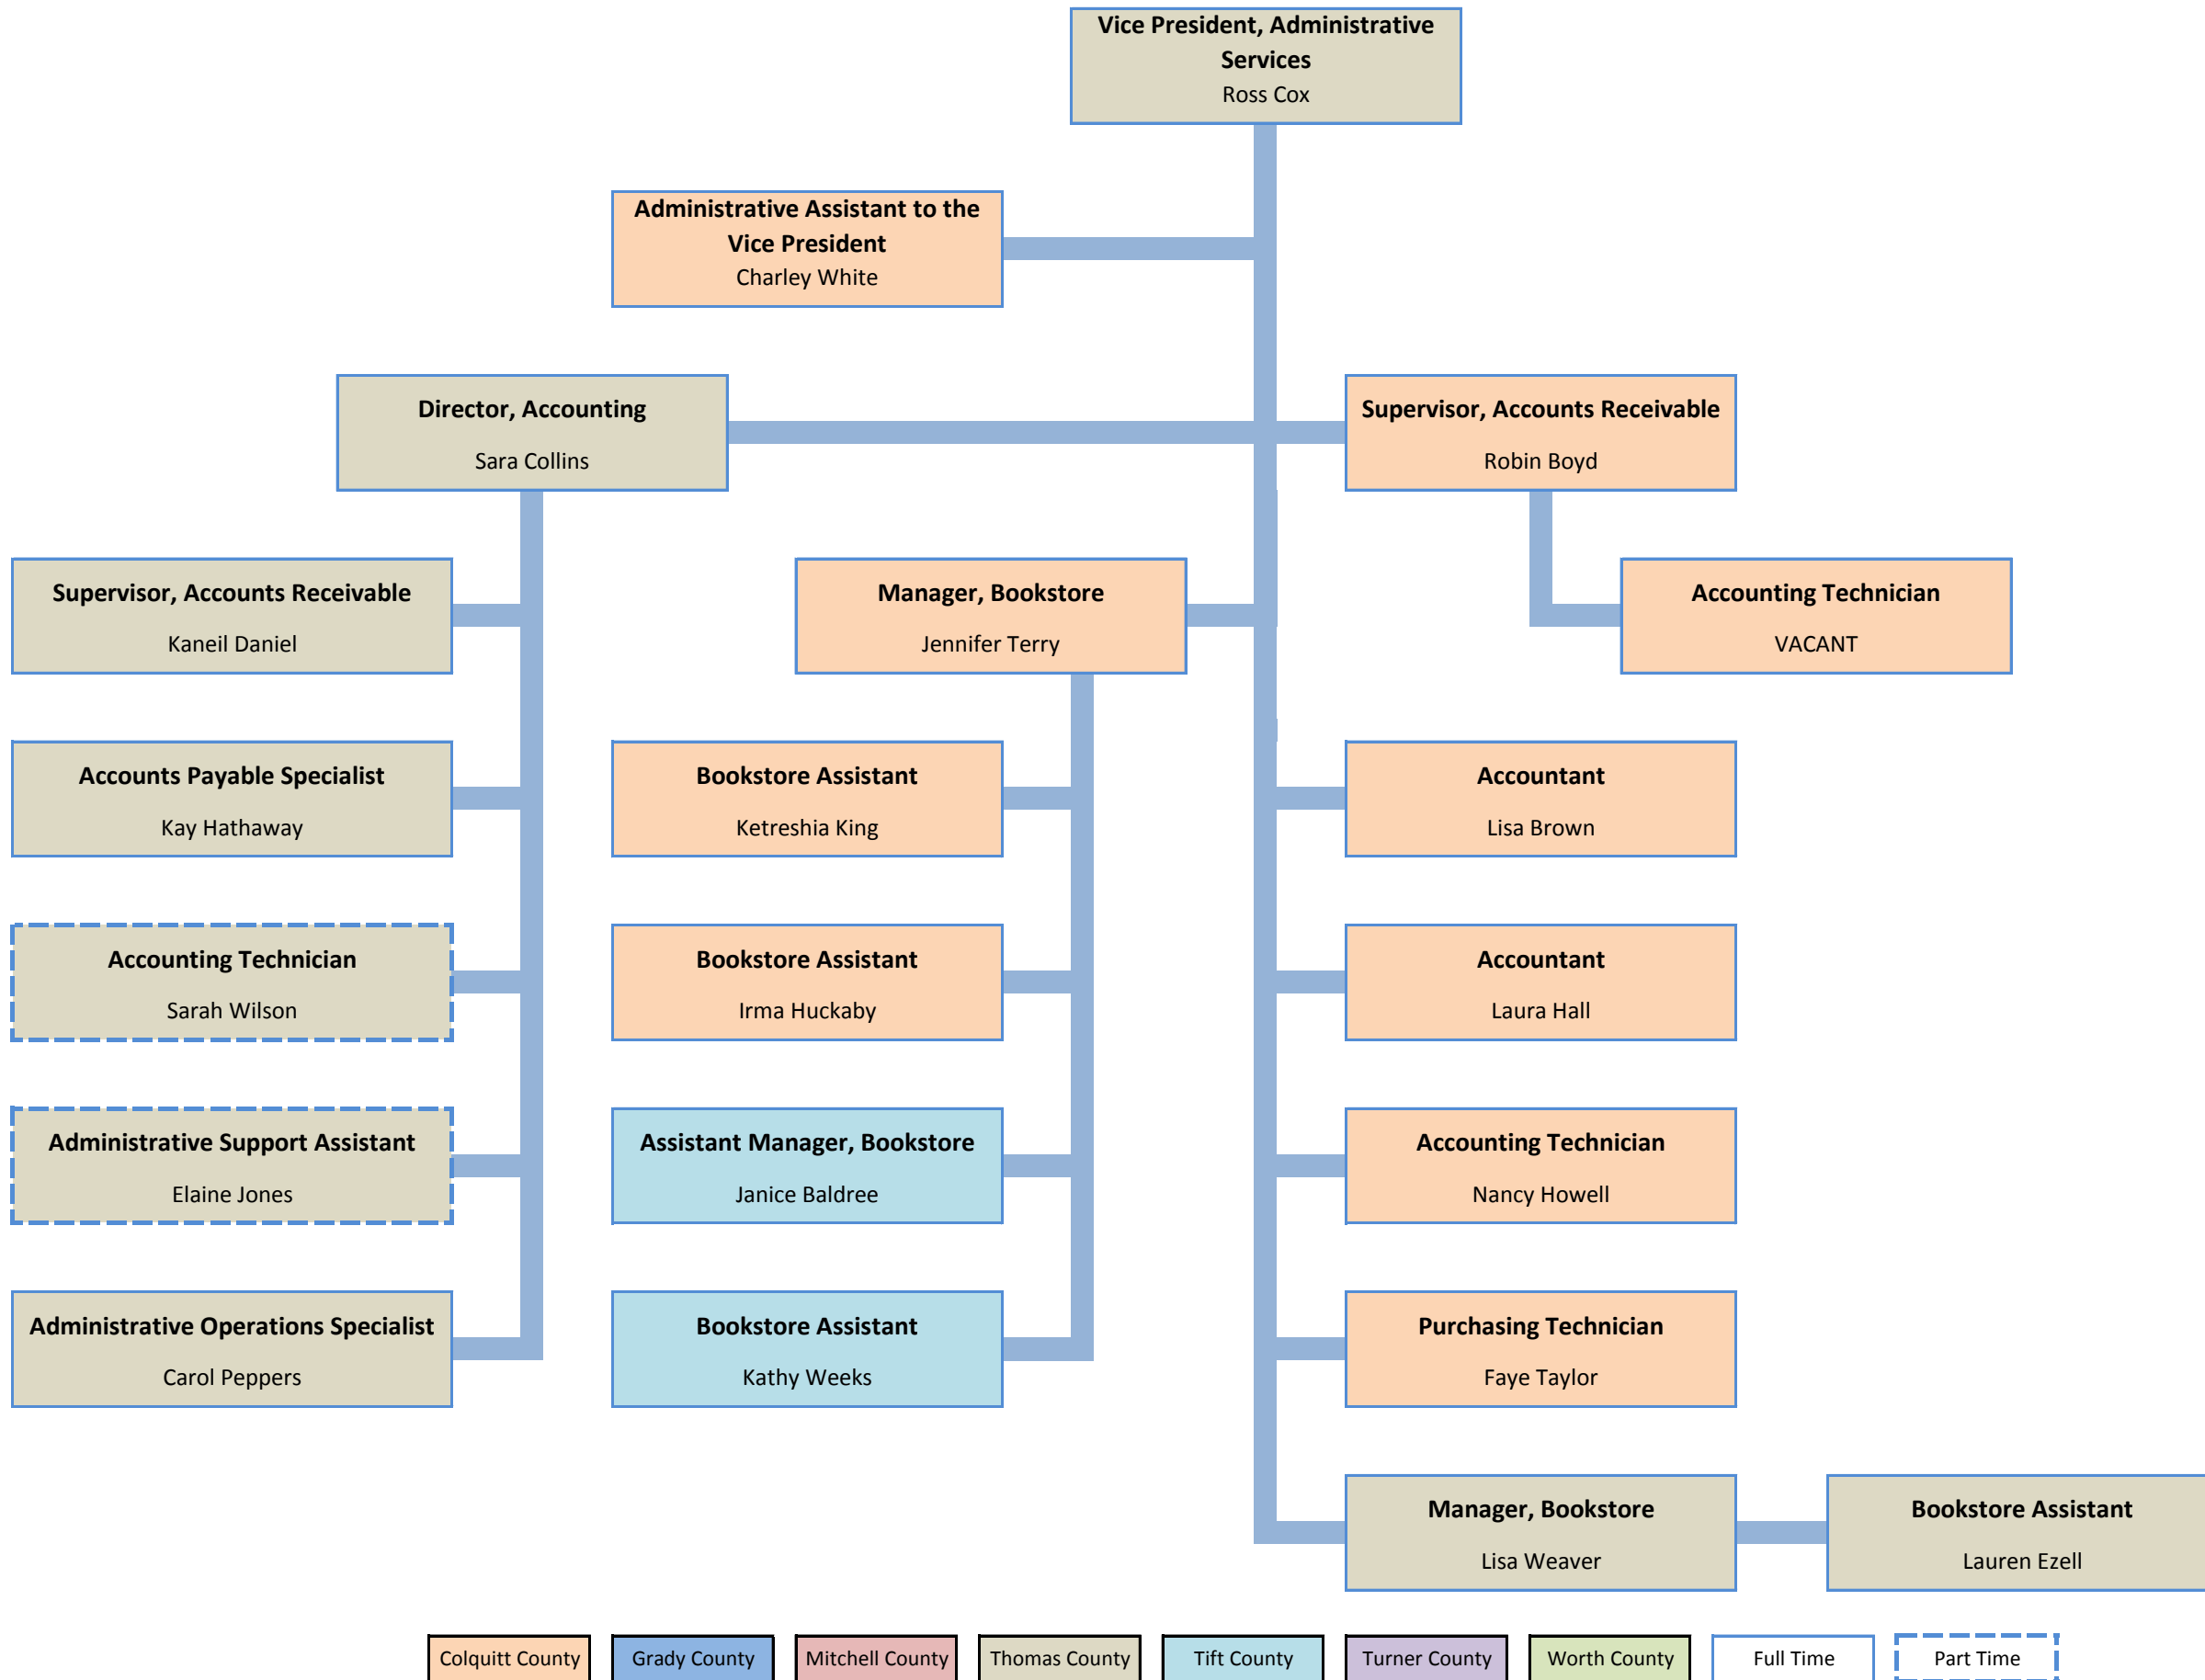 Vice President, Administrative
Services
Ross Cox
Administrative Assistant to the
Vice President
Charley White
Director, Accounting
Sara Collins
Supervisor, Accounts Receivable
Robin Boyd
Supervisor, Accounts Receivable
Kaneil Daniel
Manager, Bookstore
Jennifer Terry
Accounting Technician
VACANT
Accounts Payable Specialist
Kay Hathaway
Bookstore Assistant
Ketreshia King
Accountant
Lisa Brown
Accounting Technician
Sarah Wilson
Bookstore Assistant
Irma Huckaby
Accountant
Laura Hall
Administrative Support Assistant
Elaine Jones
Assistant Manager, Bookstore
Janice Baldree
Accounting Technician
Nancy Howell
Administrative Operations Specialist
Carol Peppers
Bookstore Assistant
Kathy Weeks
Purchasing Technician
Faye Taylor
Manager, Bookstore
Lisa Weaver
Bookstore Assistant
Lauren Ezell
Colquitt County
Grady County
Mitchell County
Thomas County
Tift County
Turner County
Worth County
Full Time
Part Time